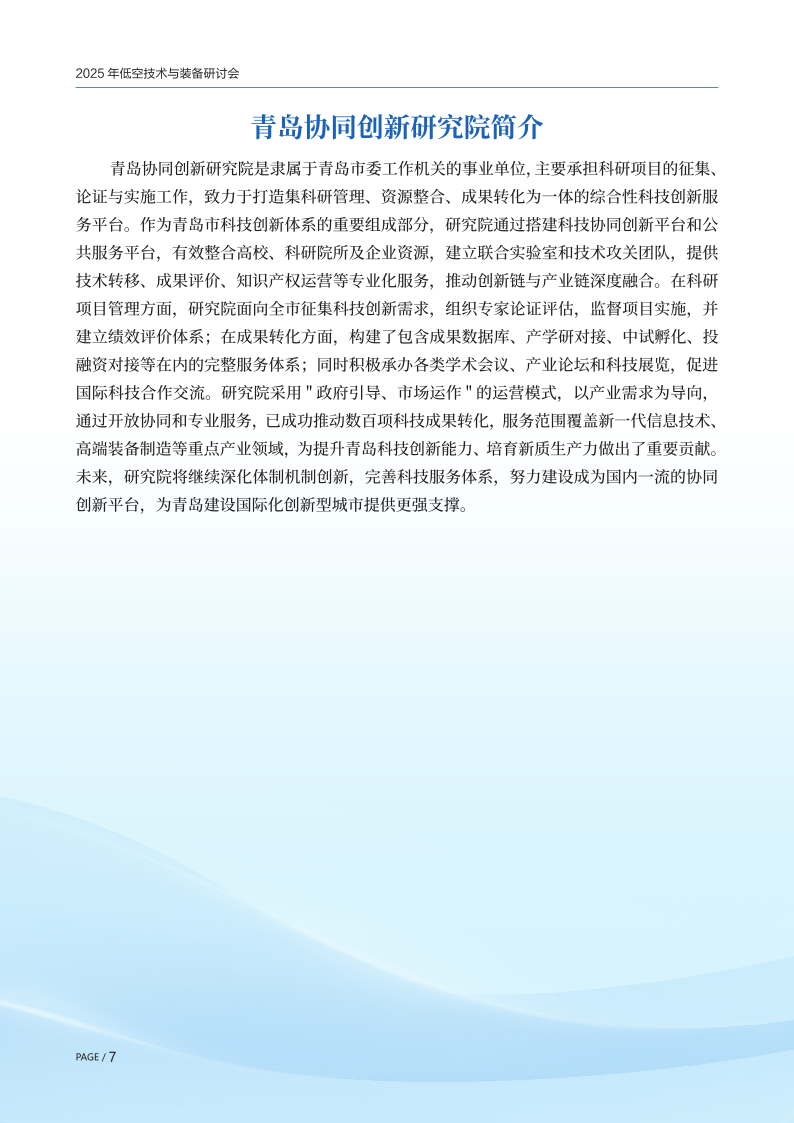 2025 年低空技术与装备研讨会
青岛协同创新研究院简介
青岛协同创新研究院是隶属于青岛市委工作机关的事业单位，主要承担科研项目的征集、
论证与实施工作，致力于打造集科研管理、资源整合、成果转化为一体的综合性科技创新服
务平台。作为青岛市科技创新体系的重要组成部分，研究院通过搭建科技协同创新平台和公
共服务平台，有效整合高校、科研院所及企业资源，建立联合实验室和技术攻关团队，提供
技术转移、成果评价、知识产权运营等专业化服务，推动创新链与产业链深度融合。在科研
项目管理方面，研究院面向全市征集科技创新需求，组织专家论证评估，监督项目实施，并
建立绩效评价体系；在成果转化方面，构建了包含成果数据库、产学研对接、中试孵化、投
融资对接等在内的完整服务体系；同时积极承办各类学术会议、产业论坛和科技展览，促进
国际科技合作交流。研究院采用 " 政府引导、市场运作 " 的运营模式，以产业需求为导向，
通过开放协同和专业服务，已成功推动数百项科技成果转化，服务范围覆盖新一代信息技术、
高端装备制造等重点产业领域，为提升青岛科技创新能力、培育新质生产力做出了重要贡献。
未来，研究院将继续深化体制机制创新，完善科技服务体系，努力建设成为国内一流的协同
创新平台，为青岛建设国际化创新型城市提供更强支撑。
PAGE / 7